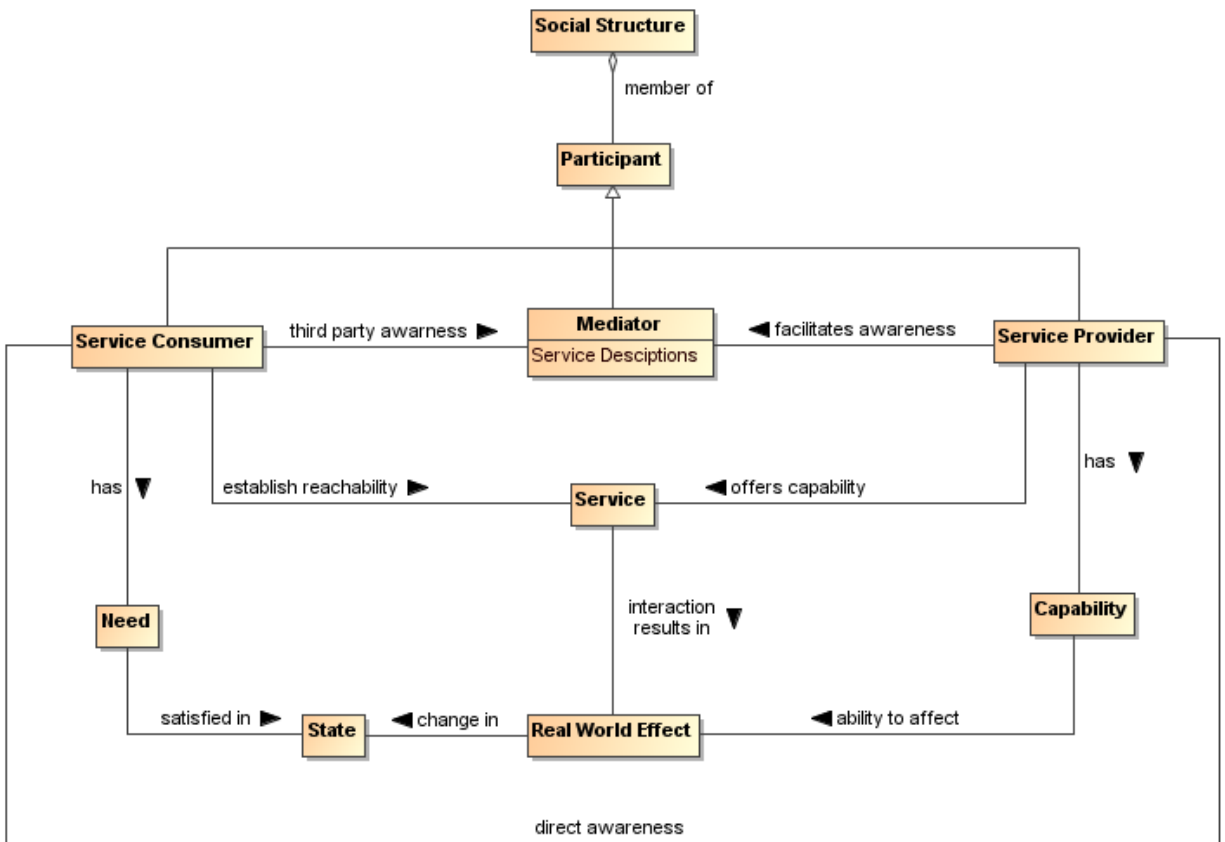 Social Structure
member of
Participant
Mediator
Service Desciptions
third party awarness
facilitates awareness
Service Consumer
Service Provider
has
establish reachability
Service
offers capability
has
Need
interaction
results in
Capability
satisfied in
State
change in
Real World Effect
ability to affect
direct awareness